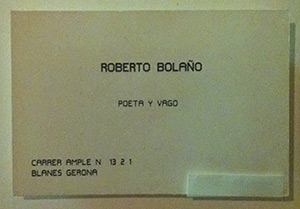 ROBERTO BOLAÑO
POETA Y VAGO
CARRER AMPLE N 13 2 1
BLANES GERONA